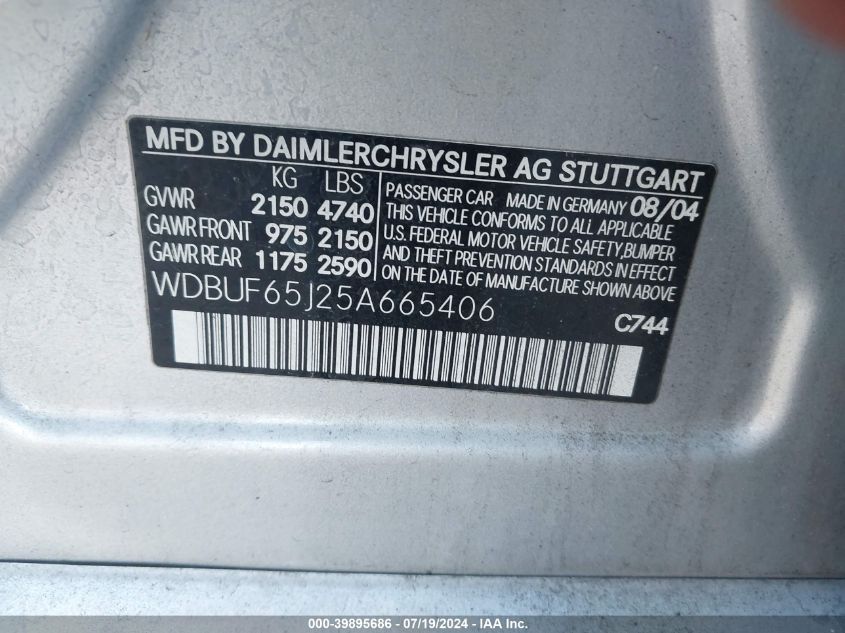 MFD BY DAIMLERCHRYSLER AG STUTTGART
KG LBS
GVWR 2150 4740
GAWR FRONT 975 2150
GAWR REAR 1175 2590
PASSENGER CAR MADE IN GERMANY 08/04
THIS VEHICLE CONFORMS TO ALL APPLICABLE
U.S. FEDERAL MOTOR VEHICLE SAFETY, BUMPER
AND THEFT PREVENTION STANDARDS IN EFFECT
ON THE DATE OF MANUFACTURE SHOWN ABOVE
WDBUF65J25A665406
C744
000-39895686 - 07/19/2024 - IN...